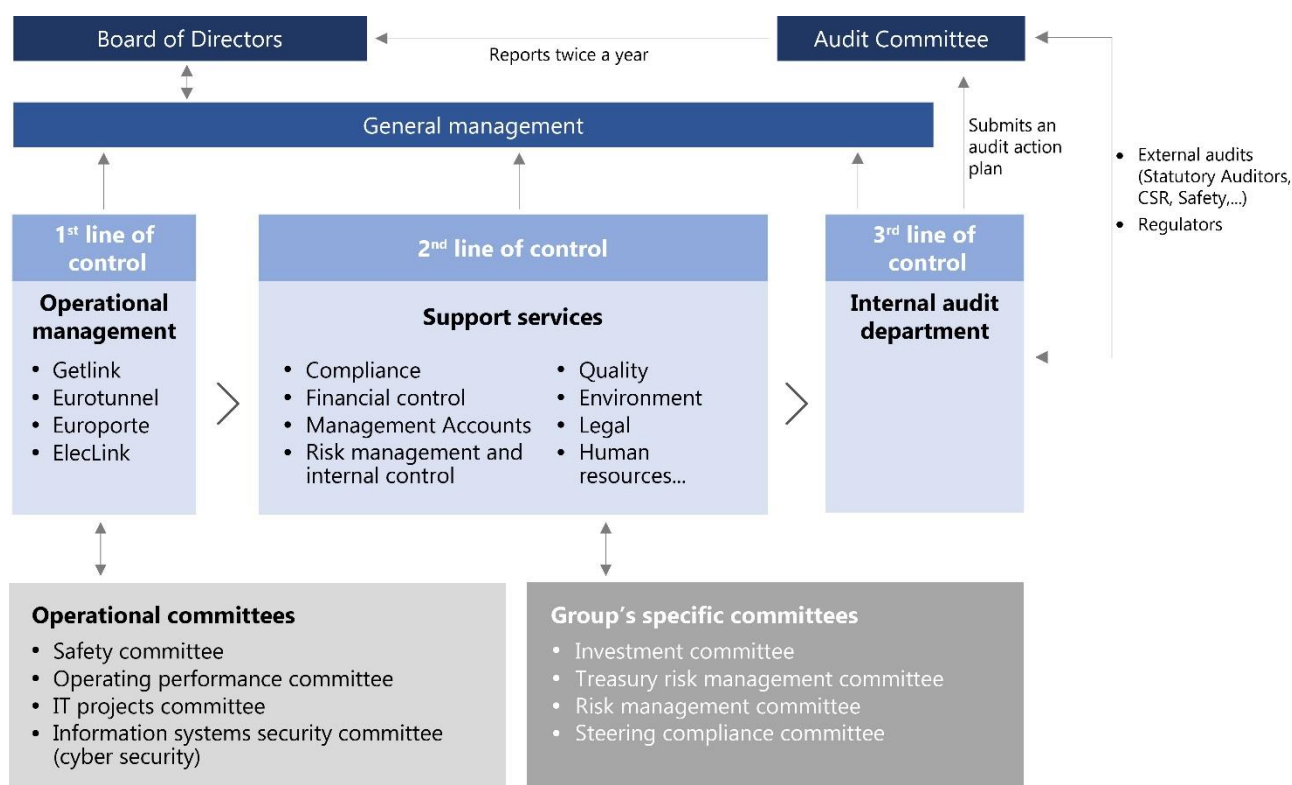 Board of Directors
Audit Committee
Reports twice a year
General management
Submits an
audit action
plan
• External audits
(Statutory Auditors,
CSR, Safety,...)
• Regulators
1st line of
control
2nd line of control
3rd line of
control
Operational
management
• Getlink
• Eurotunnel
• Europorte
• ElecLink
Support services
• Compliance
• Financial control
• Management Accounts
• Risk management and
internal control
• Quality
• Environment
• Legal
• Human
resources...
Internal audit
department
Operational committees
• Safety committee
• Operating performance committee
• IT projects committee
• Information systems security committee
(cyber security)
Group's specific committees
• Investment committee
• Treasury risk management committee
• Risk management committee
• Steering compliance committee